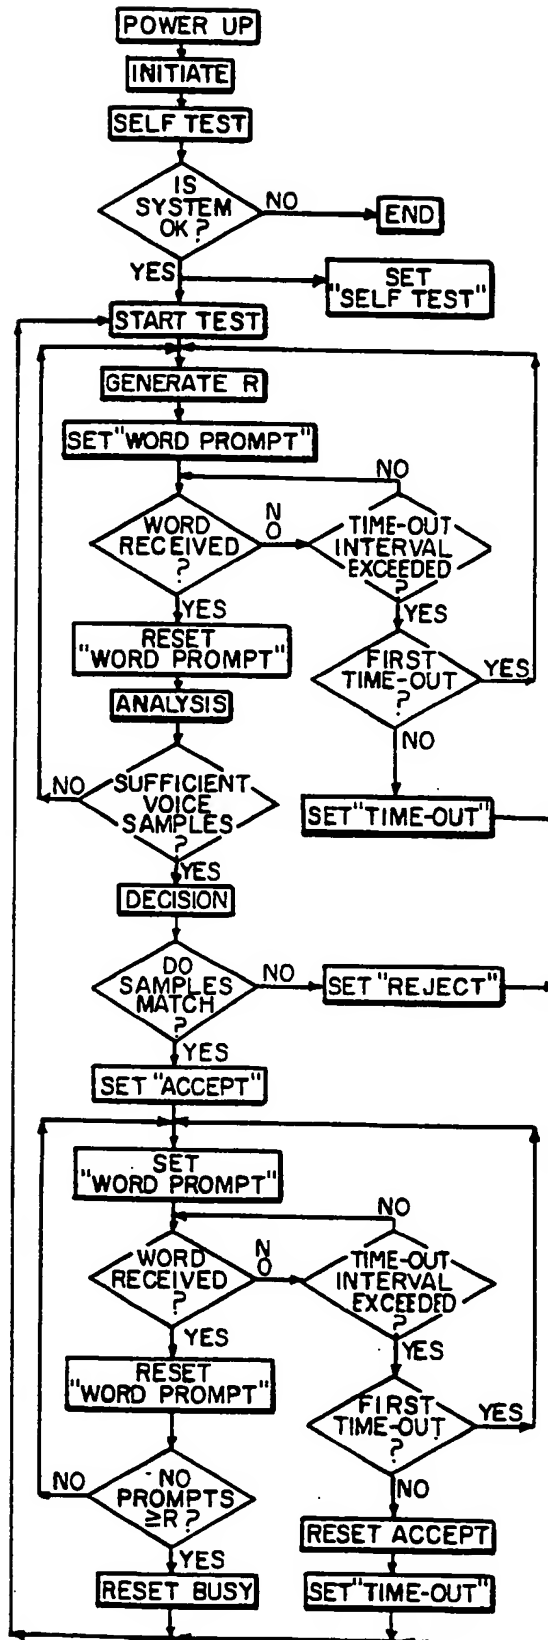 POWER UP
INITIATE
SELF TEST
IS
SYSTEM
OK?
NO
END
YES
SET
"SELF TEST"
START TEST
GENERATE R
SET "WORD PROMPT"
NO
WORD
RECEIVED
?
N
O
TIME-OUT
INTERVAL
EXCEEDED
?
YES
YES
RESET
"WORD PROMPT"
FIRST
TIME-OUT
?
YES
ANALYSIS
NO
NO
SUFFICIENT
VOICE
SAMPLES
?
SET "TIME-OUT"
YES
DECISION
DO
SAMPLES
MATCH
?
NO
SET "REJECT"
YES
SET "ACCEPT"
SET
"WORD PROMPT"
NO
WORD
RECEIVED
?
N
O
TIME-OUT
INTERVAL
EXCEEDED
?
YES
YES
RESET
"WORD PROMPT"
FIRST
TIME-OUT
?
YES
NO
NO
PROMPTS
≥R?
NO
YES
RESET ACCEPT
RESET BUSY
SET "TIME-OUT"